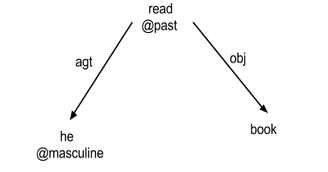 read
@past
agt
obj
he
@masculine
book